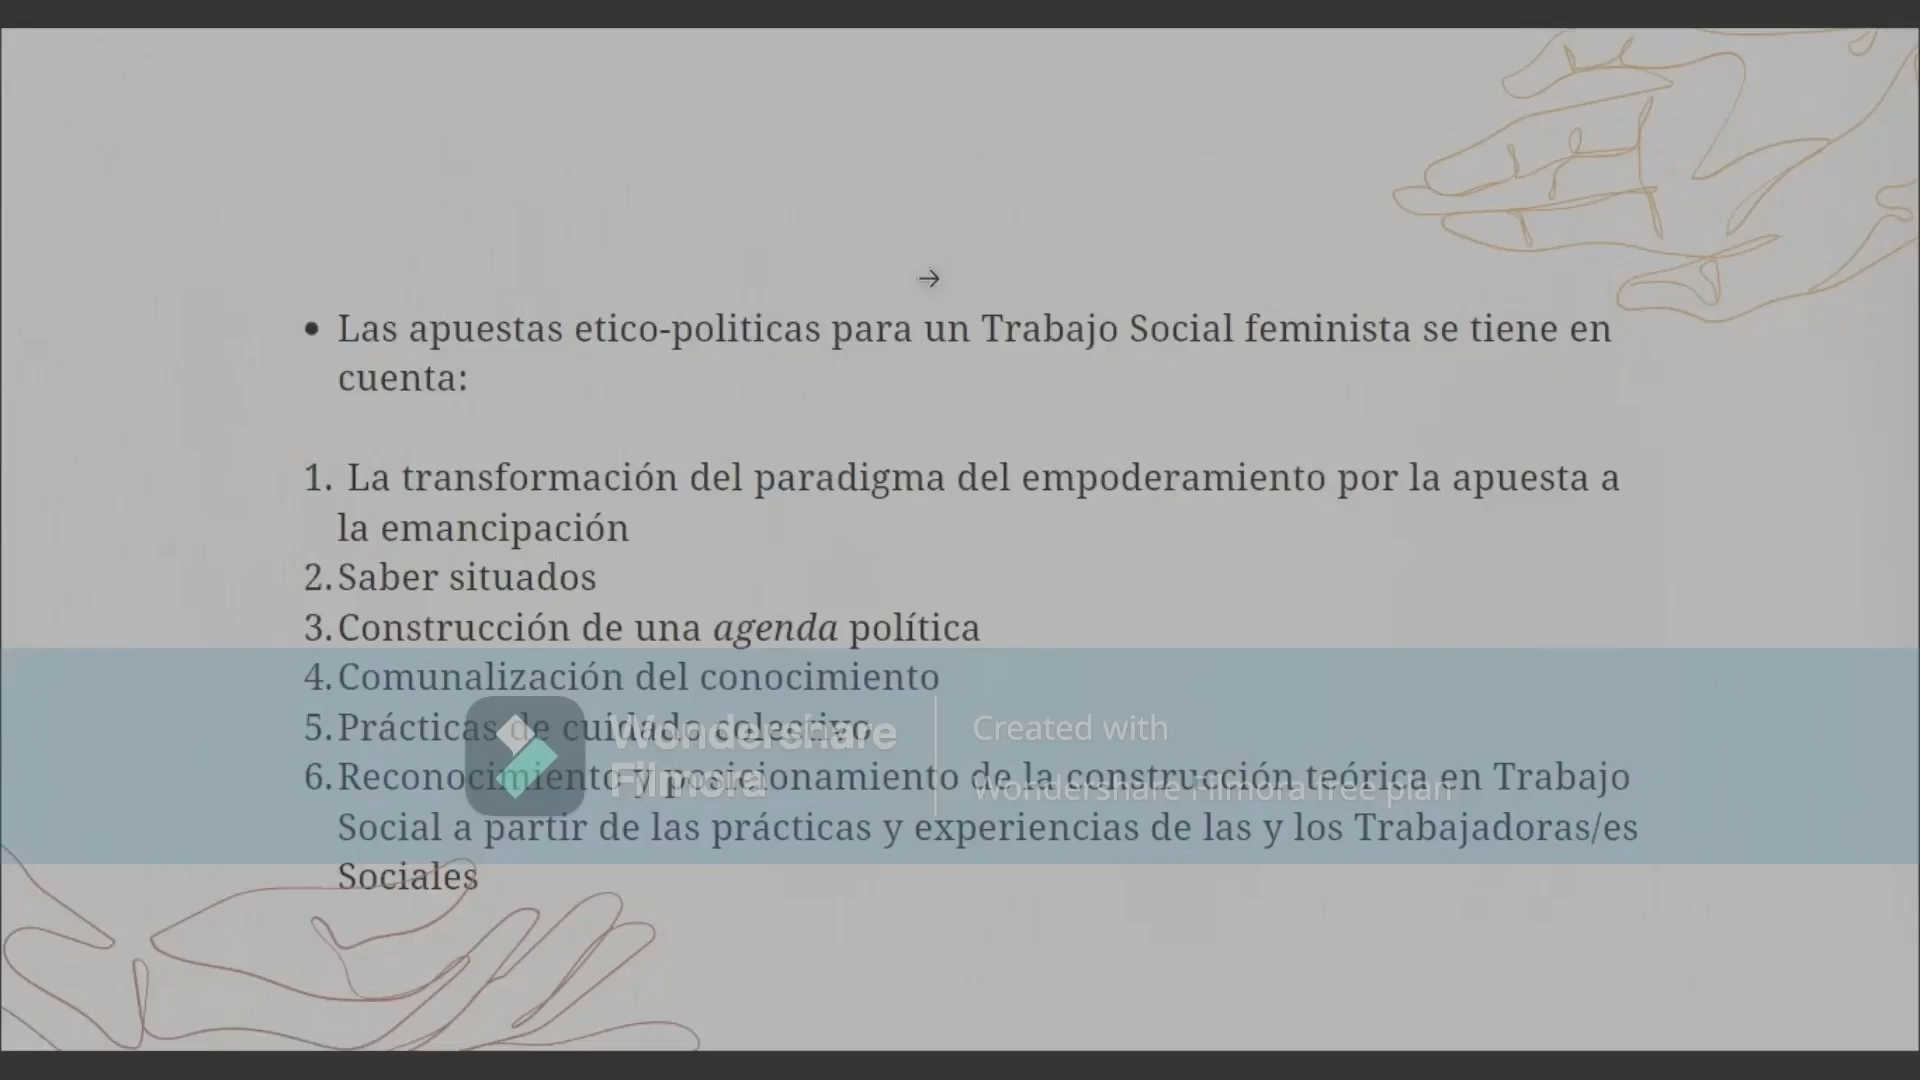 →
• Las apuestas etico-politicas para un Trabajo Social feminista se tiene en
cuenta:
1. La transformación del paradigma del empoderamiento por la apuesta a
la emancipación
2. Saber situados
3. Construcción de una agenda política
4. Comunalización del conocimiento
5. Prácticas de cuidado colectivo
6. Reconocimiento y posicionamiento de la construcción teórica en Trabajo
Social a partir de las prácticas y experiencias de las y los Trabajadoras/es
Sociales
Wondershare
Filmora
Created with
Wondershare Filmora free plan